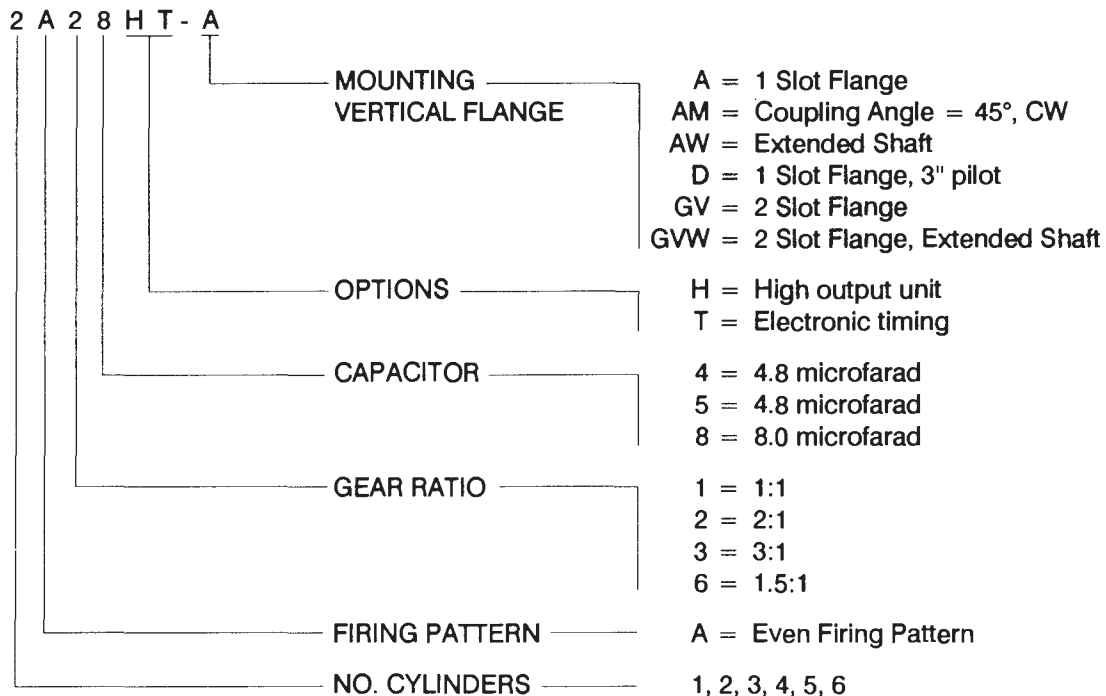 2 A 2 8 H T - A
MOUNTING A = 1 Slot Flange
VERTICAL FLANGE AM = Coupling Angle = 45°, CW
AW = Extended Shaft
D = 1 Slot Flange, 3" pilot
GV = 2 Slot Flange
GVW = 2 Slot Flange, Extended Shaft
OPTIONS H = High output unit
T = Electronic timing
CAPACITOR 4 = 4.8 microfarad
5 = 4.8 microfarad
8 = 8.0 microfarad
GEAR RATIO 1 = 1:1
2 = 2:1
3 = 3:1
6 = 1.5:1
FIRING PATTERN A = Even Firing Pattern
NO. CYLINDERS 1, 2, 3, 4, 5, 6